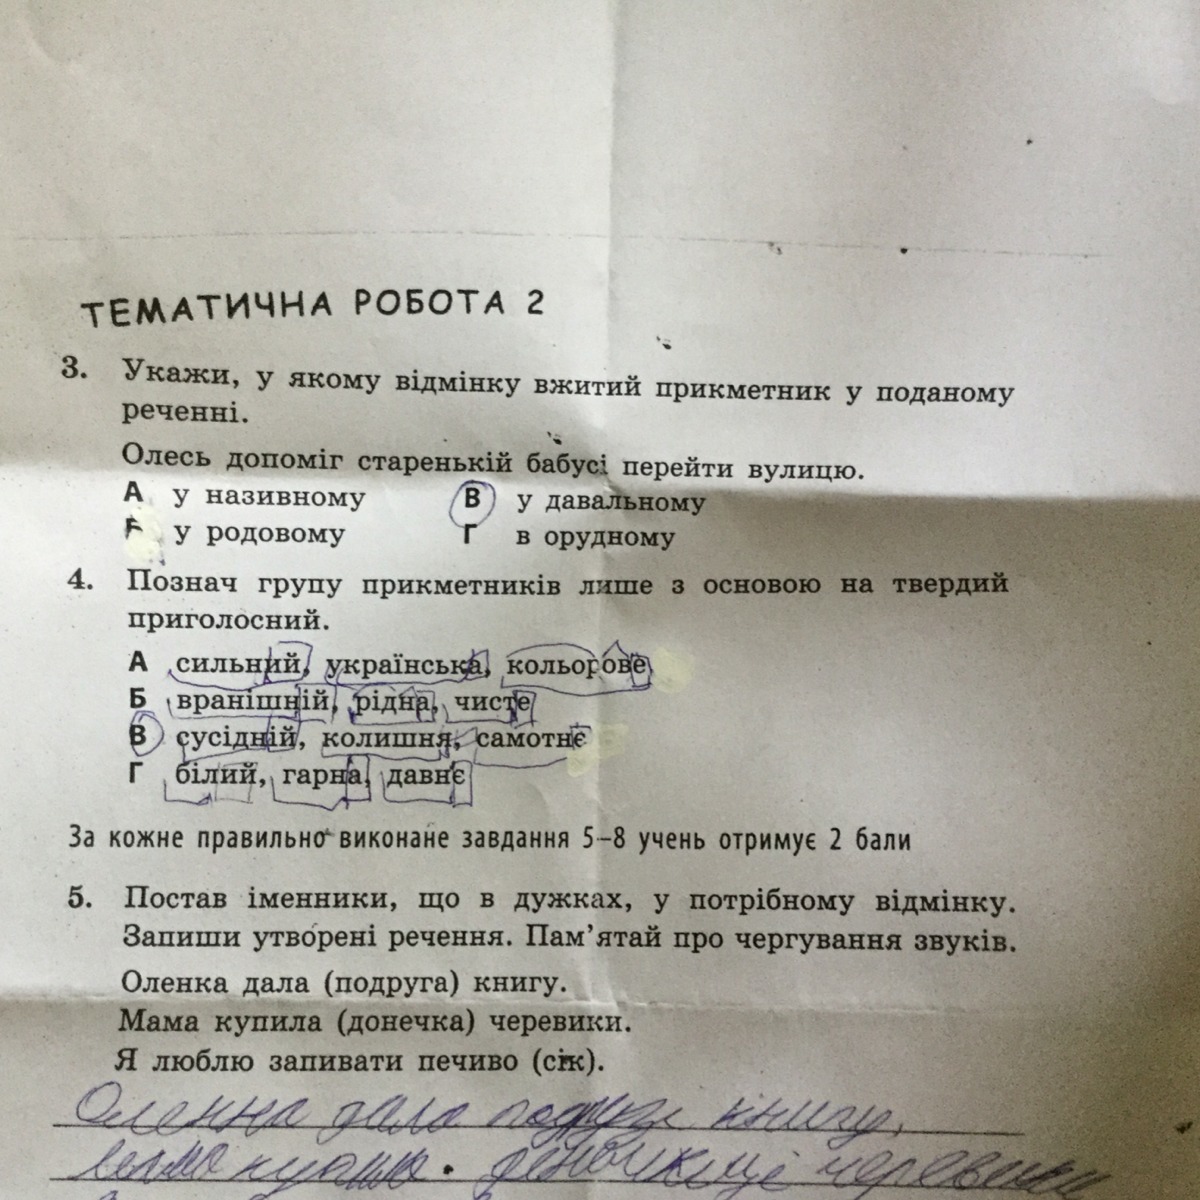 ТЕМАТИЧНА РОБОТА 2
3. Укажи, у якому відмінку вжитий прикметник у поданому
реченні.
Олесь допоміг старенькій бабусі перейти вулицю.
А у називному В у давальному
Б у родовому Г в орудному
4. Познач групу прикметників лише з основою на твердий
приголосний.
А сильний, українська, кольорове
Б вранішній, рідна, чисте
В сусідній, колишня, самотнє
Г білий, гарна, давнє
За кожне правильно виконане завдання 5–8 учень отримує 2 бали
5. Постав іменники, що в дужках, у потрібному відмінку.
Запиши утворені речення. Пам'ятай про чергування звуків.
Оленка дала (подруга) книгу.
Мама купила (донечка) черевики.
Я люблю запивати печиво (сік).
Оленна дала книгу.
черевики